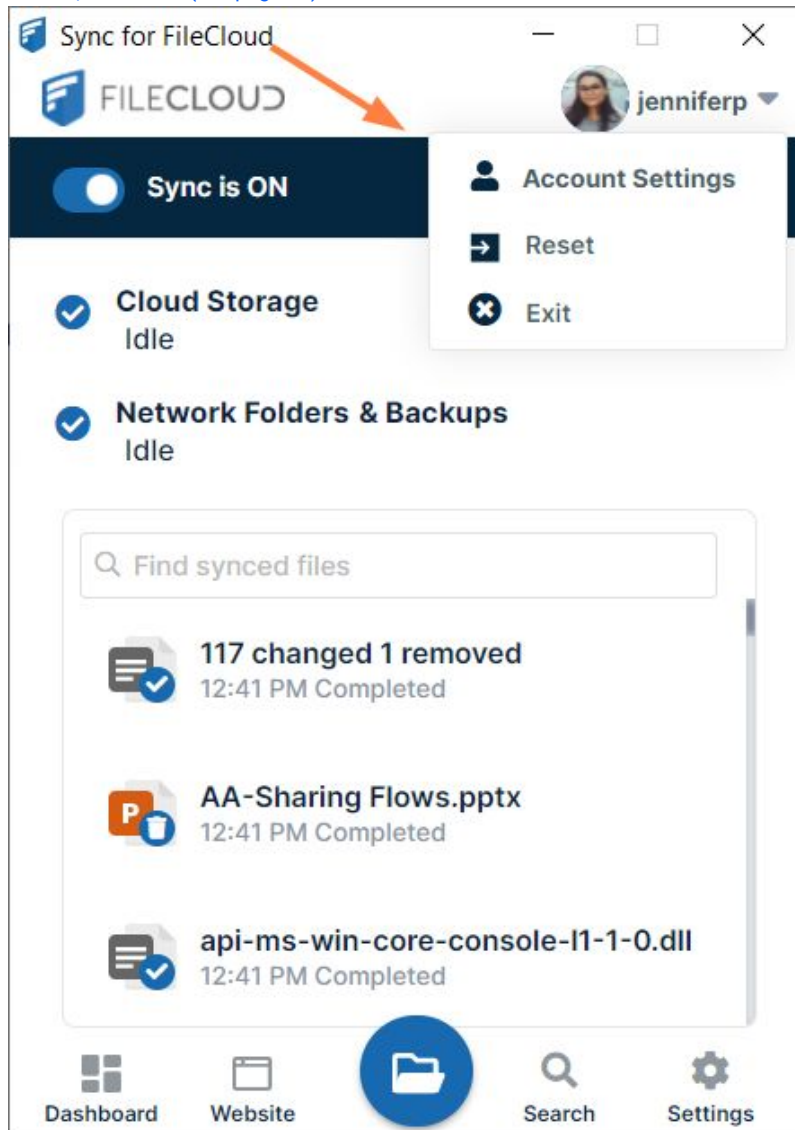 Sync for FileCloud
FILECLOUD
jenniferp
Sync is ON
Account Settings
Reset
Exit
Cloud Storage
Idle
Network Folders & Backups
Idle
Find synced files
117 changed 1 removed
12:41 PM Completed
P
AA-Sharing Flows.pptx
12:41 PM Completed
api-ms-win-core-console-l1-1-0.dll
12:41 PM Completed
Dashboard
Website
Search
Settings